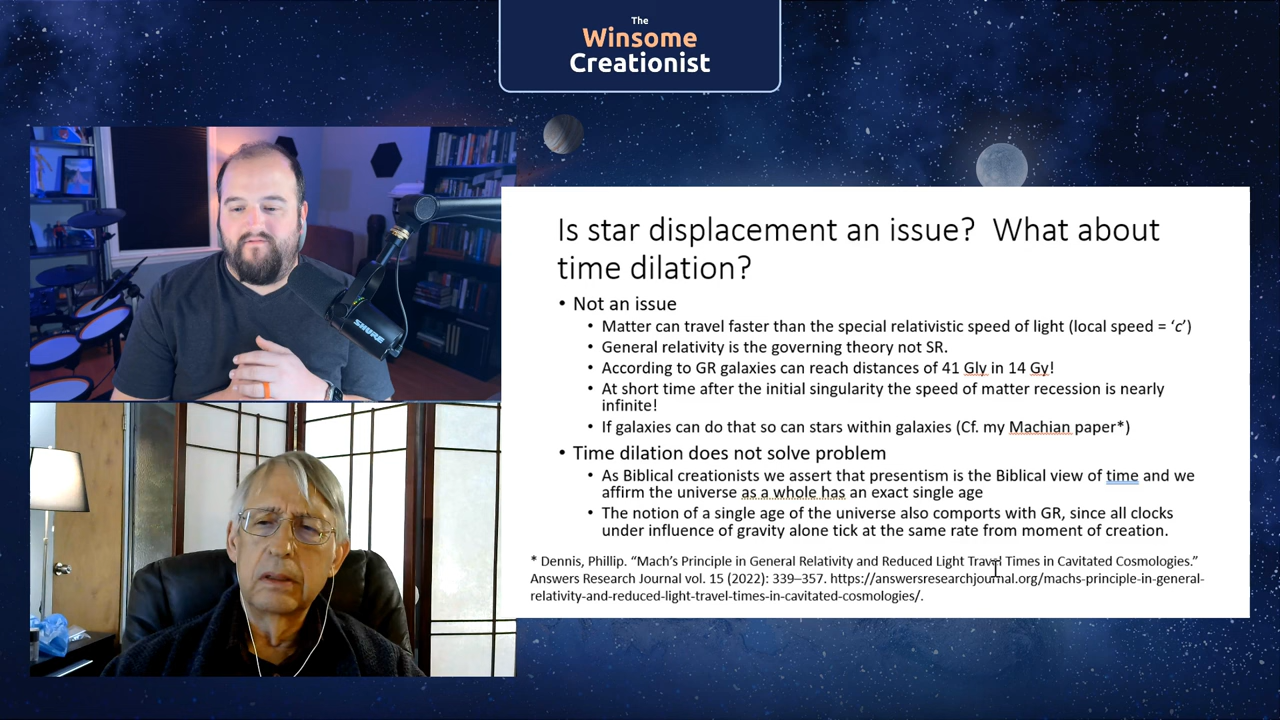 The
Winsome
Creationist
SHURE
Is star displacement an issue? What about
time dilation?
• Not an issue
• Matter can travel faster than the special relativistic speed of light (local speed = ‘c’)
• General relativity is the governing theory not SR.
• According to GR galaxies can reach distances of 41 Gly in 14 Gy!
• At short time after the initial singularity the speed of matter recession is nearly
infinite!
• If galaxies can do that so can stars within galaxies (Cf. my Machian paper*)
• Time dilation does not solve problem
• As Biblical creationists we assert that presentism is the Biblical view of time and we
affirm the universe as a whole has an exact single age
• The notion of a single age of the universe also comports with GR, since all clocks
under influence of gravity alone tick at the same rate from moment of creation.
* Dennis, Phillip. “Mach’s Principle in General Relativity and Reduced Light Travel Times in Cavitated Cosmologies.”
Answers Research Journal vol. 15 (2022): 339–357. https://answersresearchjournal.org/machs-principle-in-general-
relativity-and-reduced-light-travel-times-in-cavitated-cosmologies/.